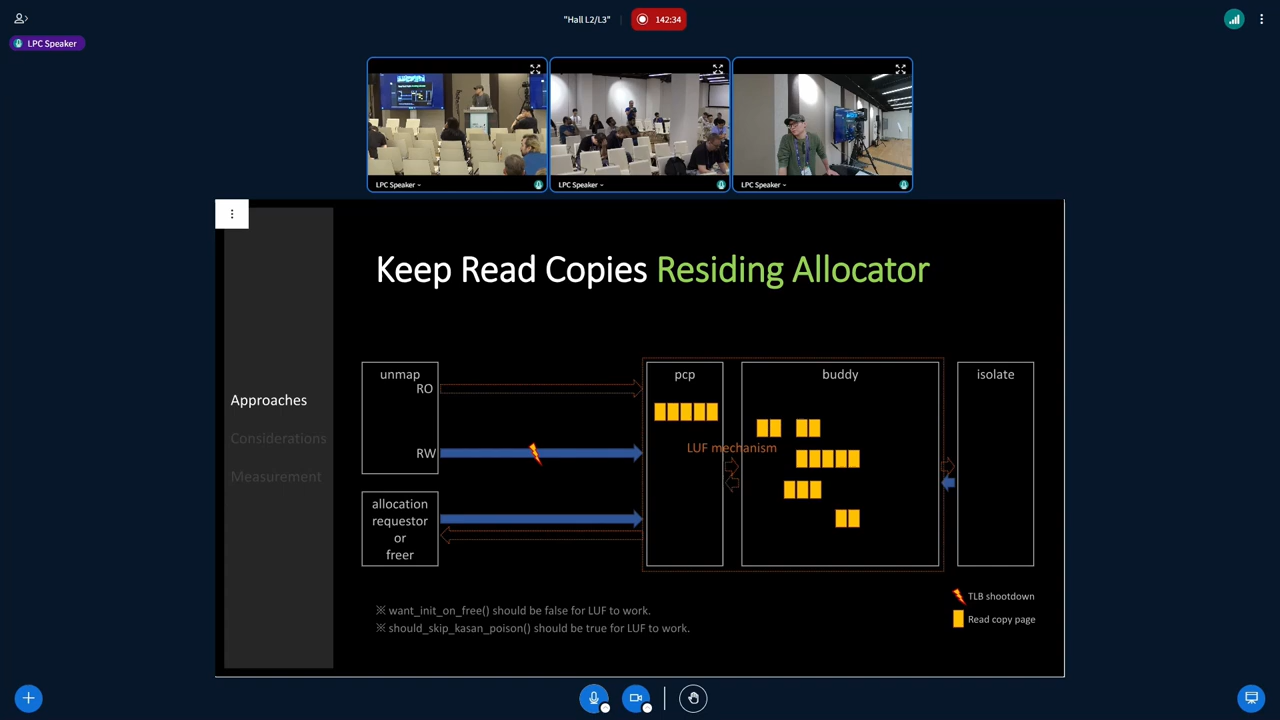 "Hall L2/L3"
142:34
LPC Speaker
LPC Speaker
LPC Speaker
LPC Speaker
Keep Read Copies Residing Allocator
Approaches
Considerations
Measurement
unmap
RO
RW
allocation
requestor
or
freer
pcp
buddy
isolate
LUF mechanism
※ want_init_on_free() should be false for LUF to work.
※ should_skip_kasan_poison() should be true for LUF to work.
TLB shootdown
Read copy page